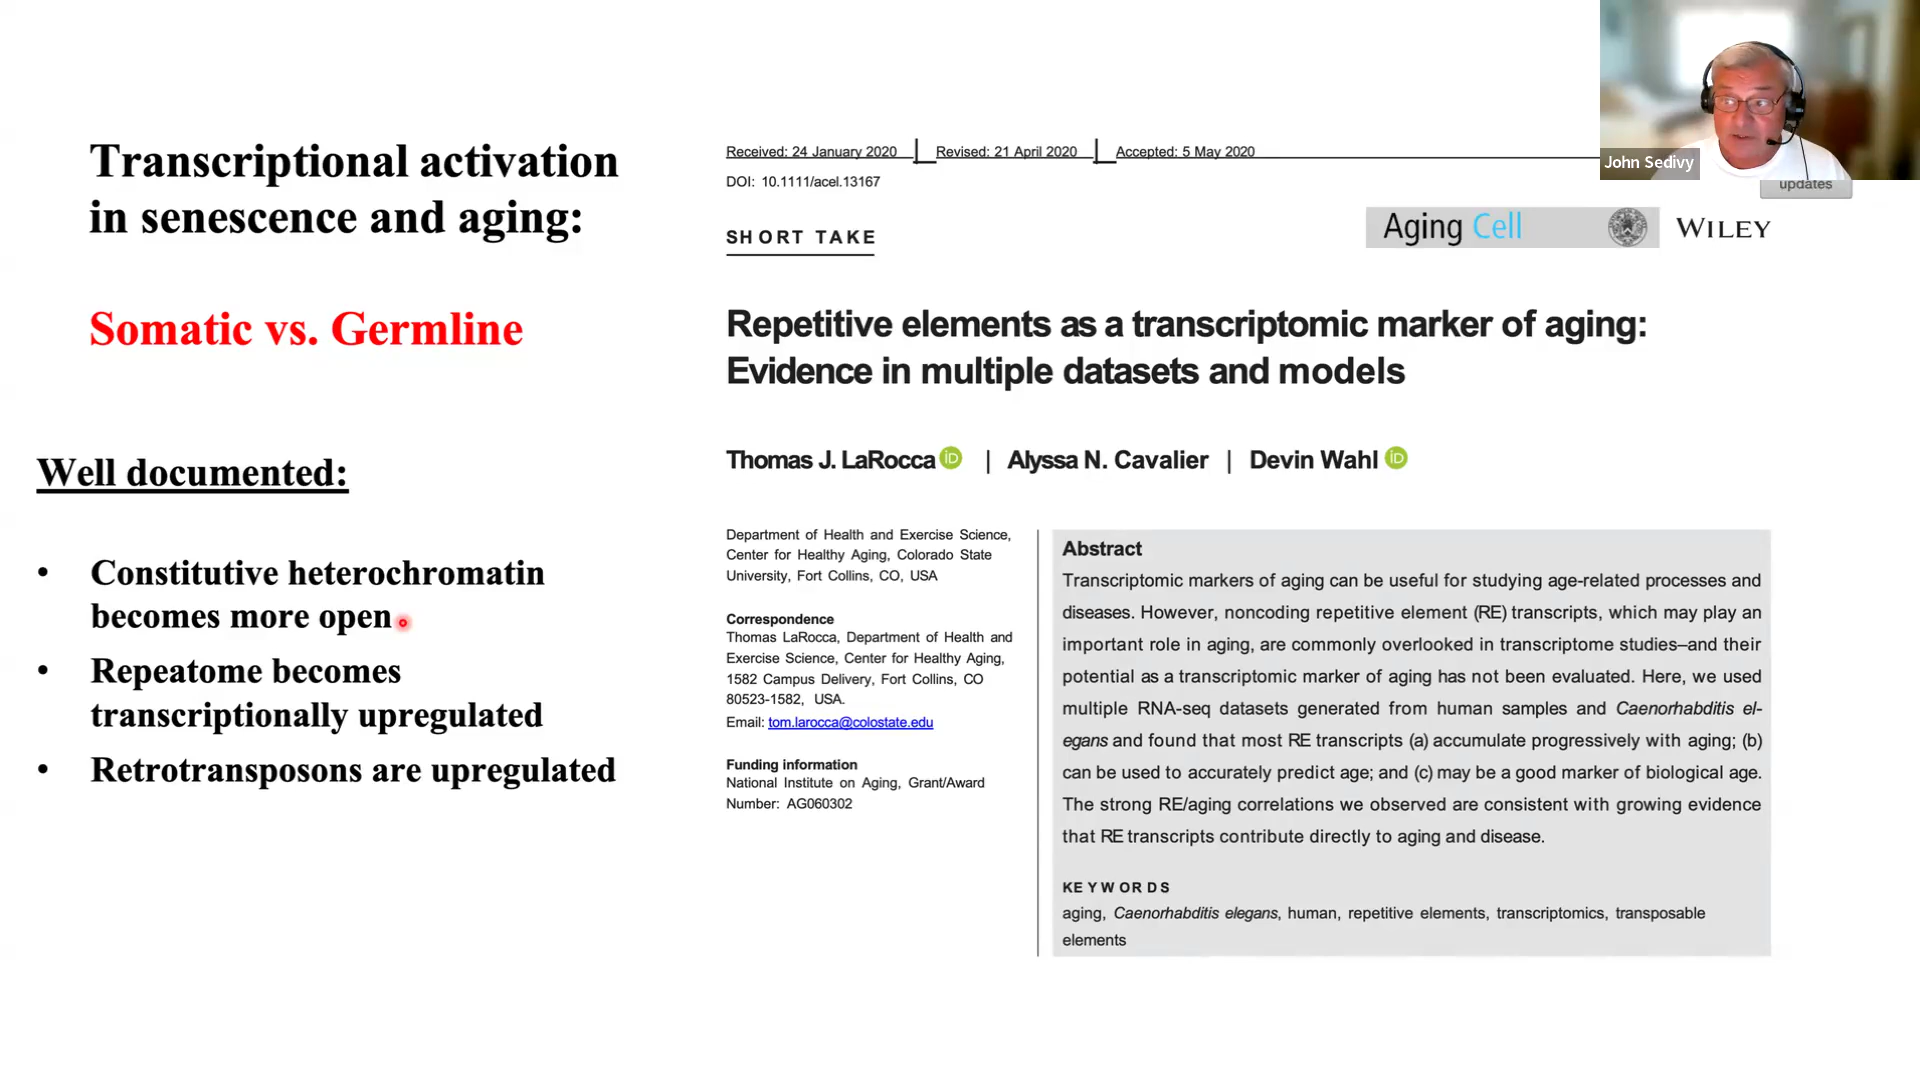 Transcriptional activation
in senescence and aging:
Somatic vs. Germline
Well documented:
• Constitutive heterochromatin
becomes more open
• Repeatome becomes
transcriptionally upregulated
• Retrotransposons are upregulated
John Sedivy
updates
Received: 24 January 2020 | Revised: 21 April 2020 | Accepted: 5 May 2020
DOI: 10.1111/acel.13167
SHORT TAKE
Aging Cell WILEY
Repetitive elements as a transcriptomic marker of aging:
Evidence in multiple datasets and models
Thomas J. LaRocca iD | Alyssa N. Cavalier | Devin Wahl iD
Department of Health and Exercise Science,
Center for Healthy Aging, Colorado State
University, Fort Collins, CO, USA
Correspondence
Thomas LaRocca, Department of Health and
Exercise Science, Center for Healthy Aging,
1582 Campus Delivery, Fort Collins, CO
80523-1582, USA.
Email: tom.larocca@colostate.edu
Funding information
National Institute on Aging, Grant/Award
Number: AG060302
Abstract
Transcriptomic markers of aging can be useful for studying age-related processes and
diseases. However, noncoding repetitive element (RE) transcripts, which may play an
important role in aging, are commonly overlooked in transcriptome studies–and their
potential as a transcriptomic marker of aging has not been evaluated. Here, we used
multiple RNA-seq datasets generated from human samples and Caenorhabditis el-
egans and found that most RE transcripts (a) accumulate progressively with aging; (b)
can be used to accurately predict age; and (c) may be a good marker of biological age.
The strong RE/aging correlations we observed are consistent with growing evidence
that RE transcripts contribute directly to aging and disease.
KEYWORDS
aging, Caenorhabditis elegans, human, repetitive elements, transcriptomics, transposable
elements